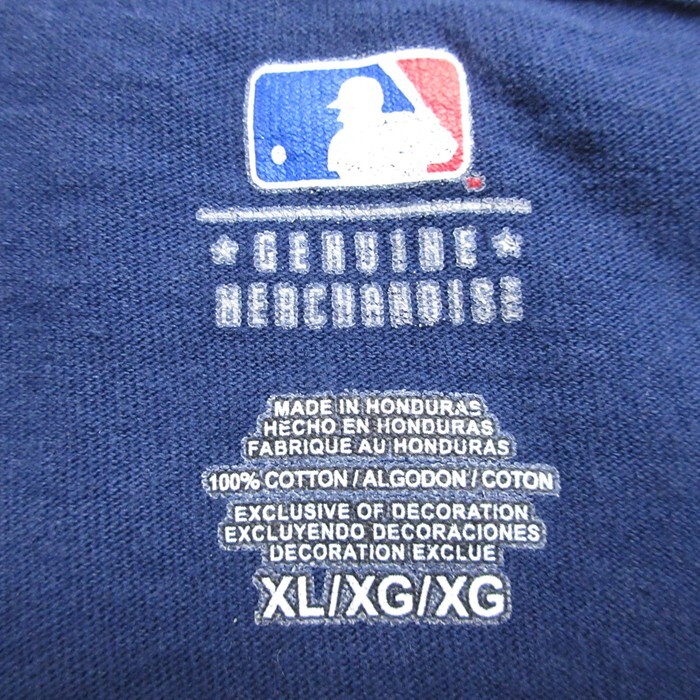 GENUINE
MERCHANDISE
MADE IN HONDURAS
HECHO EN HONDURAS
FABRIQUE AU HONDURAS
100% COTTON / ALGODON / COTON
EXCLUSIVE OF DECORATION
EXCLUYENDO DECORACIONES
DECORATION EXCLUE
XL/XG/XG